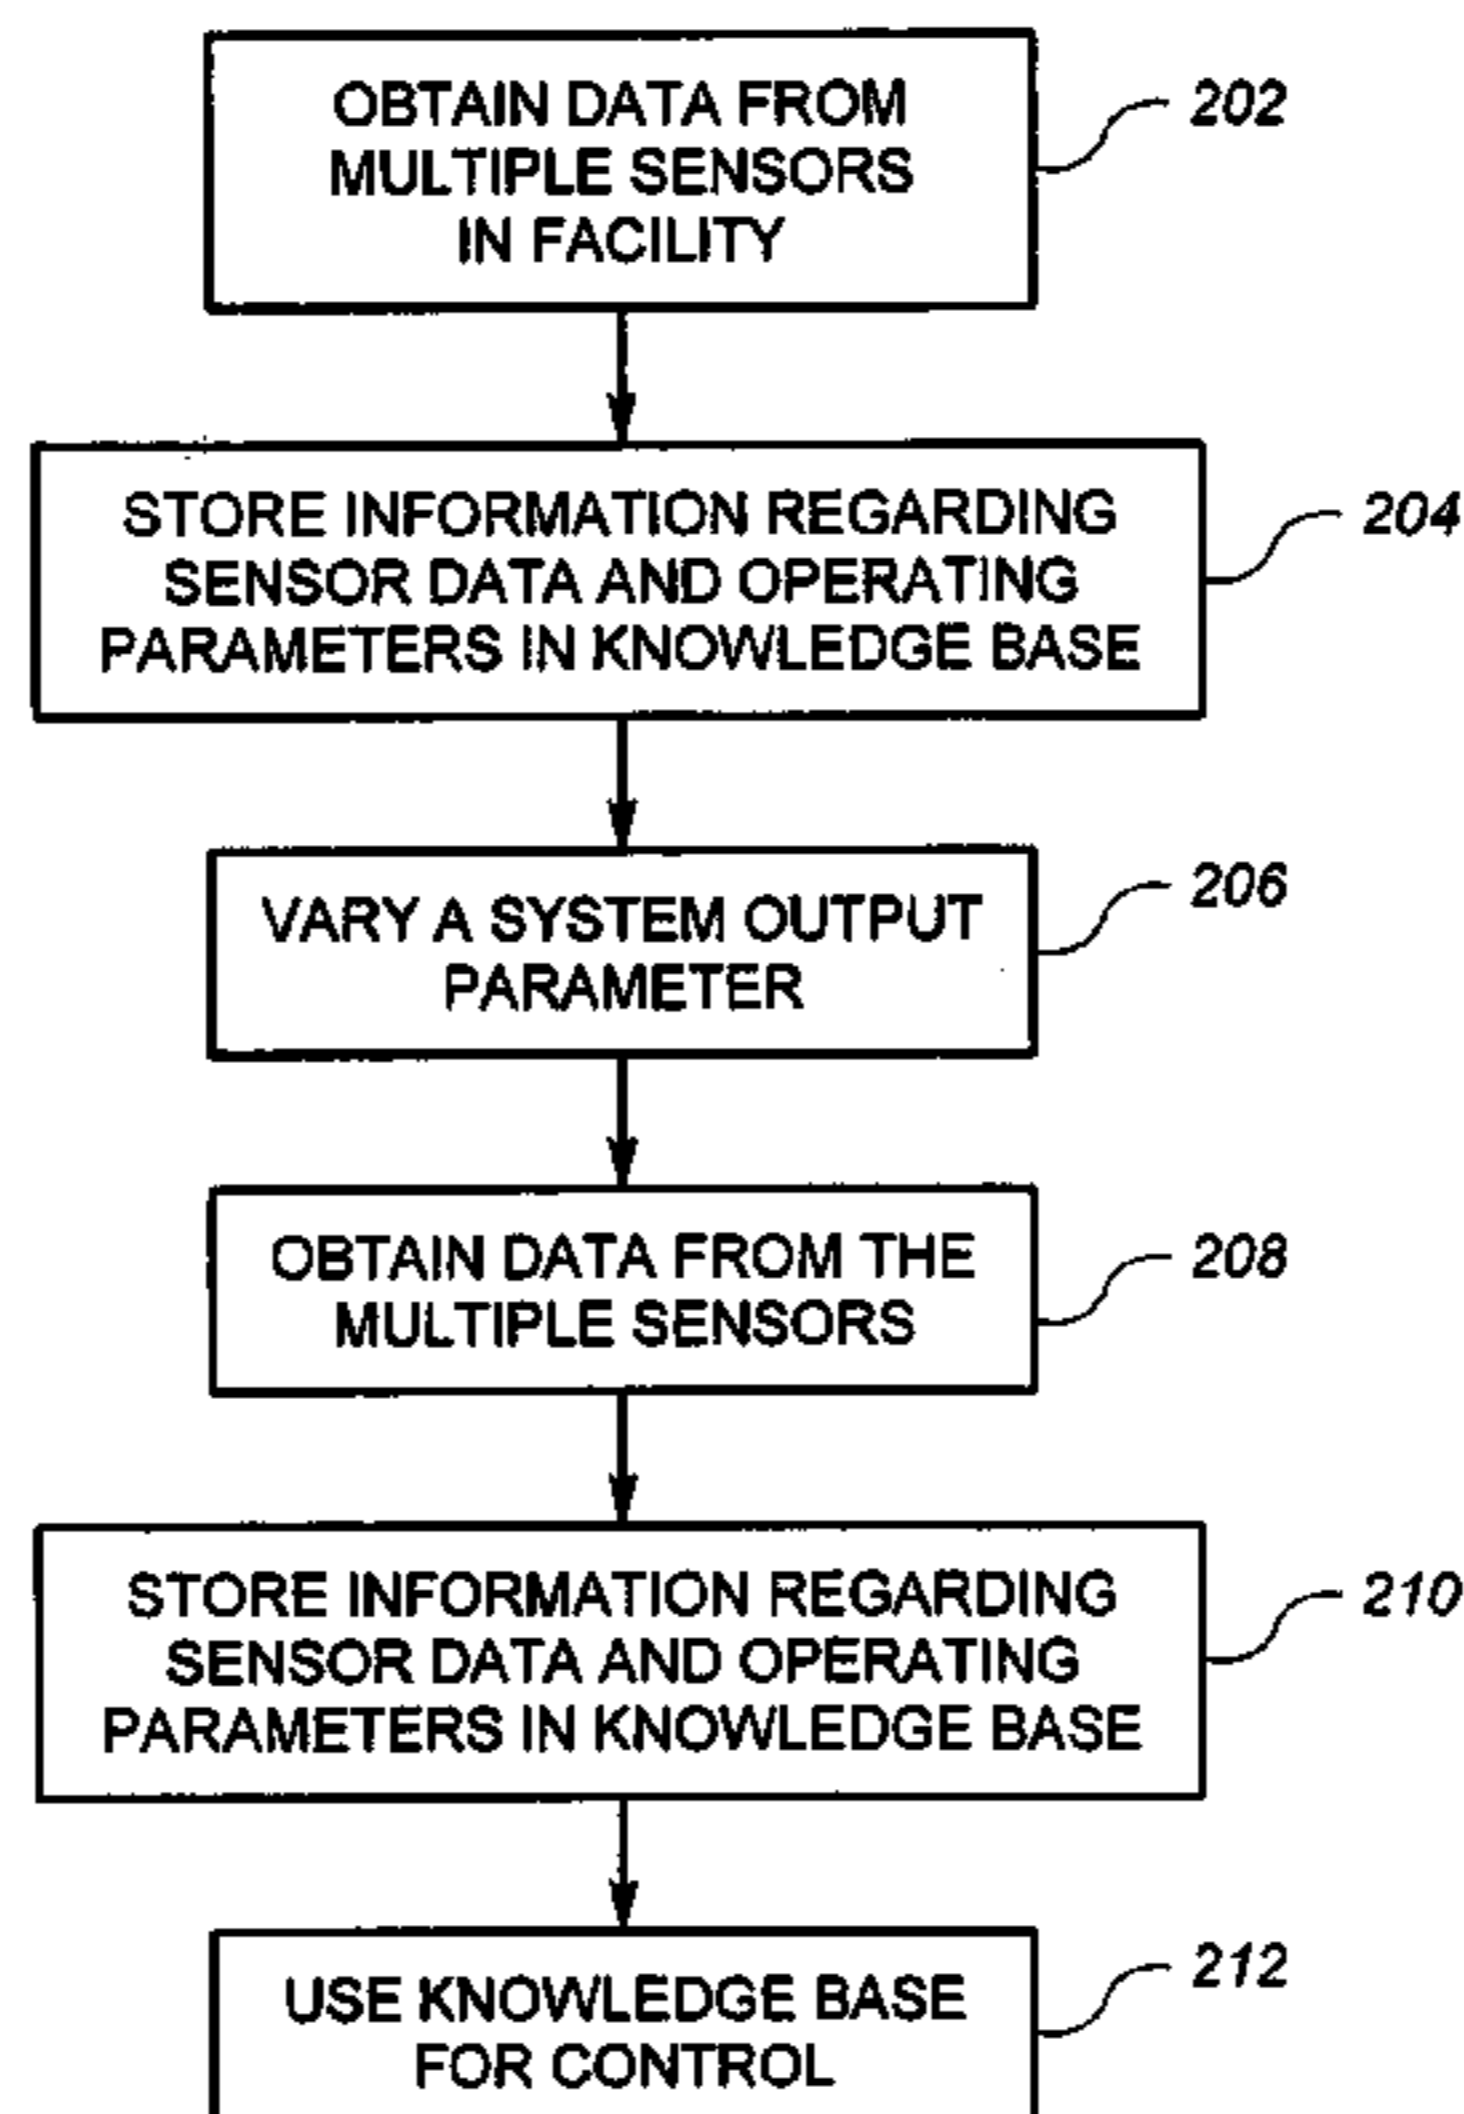 OBTAIN DATA FROM
MULTIPLE SENSORS
IN FACILITY
202
STORE INFORMATION REGARDING
SENSOR DATA AND OPERATING
PARAMETERS IN KNOWLEDGE BASE
204
VARY A SYSTEM OUTPUT
PARAMETER
206
OBTAIN DATA FROM THE
MULTIPLE SENSORS
208
STORE INFORMATION REGARDING
SENSOR DATA AND OPERATING
PARAMETERS IN KNOWLEDGE BASE
210
USE KNOWLEDGE BASE
FOR CONTROL
212